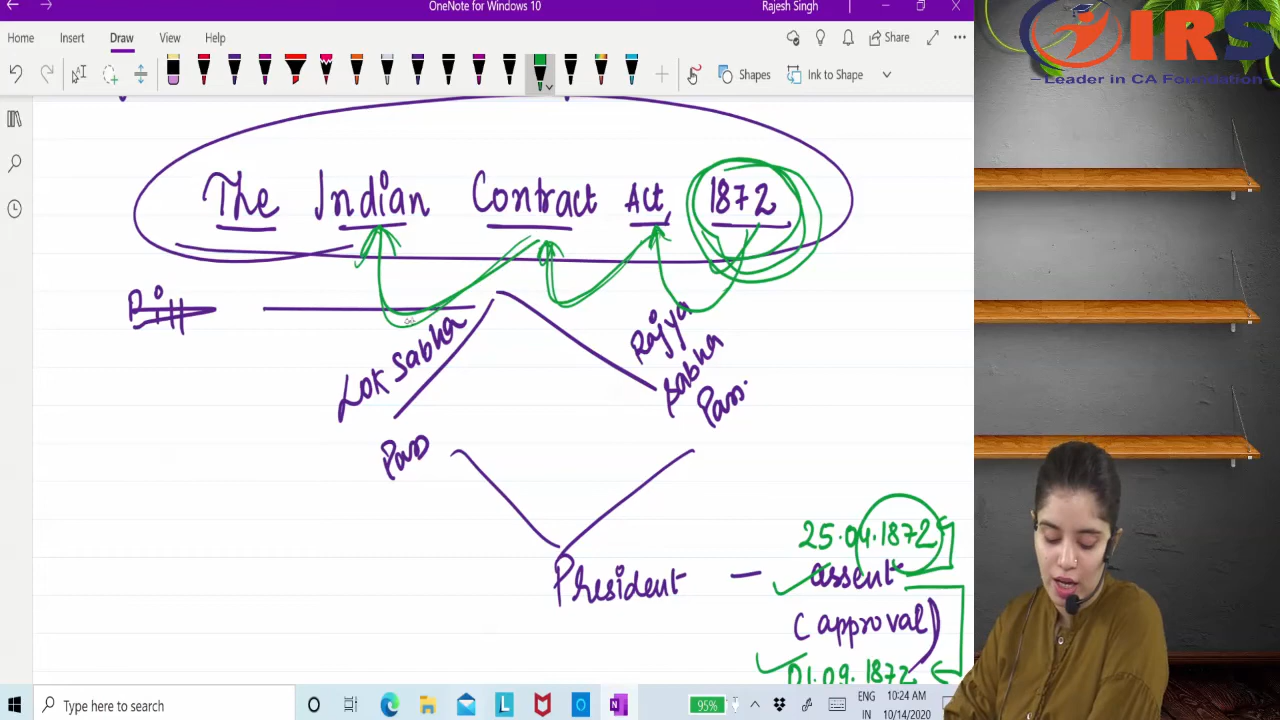 OneNote for Windows 10
Rajesh Singh
Home Insert Draw View Help
Share
Shapes
Ink to Shape
IRS
-Leader in CA Foundation-
The Indian Contract Act, 1872
Bill
Lok Sabha
Rajya
Sabha
Pass
Pass
25.04.1872
President - assent
(approval)
01.09.1872
Type here to search
95%
ENG
IN
10:24 AM
10/14/2020